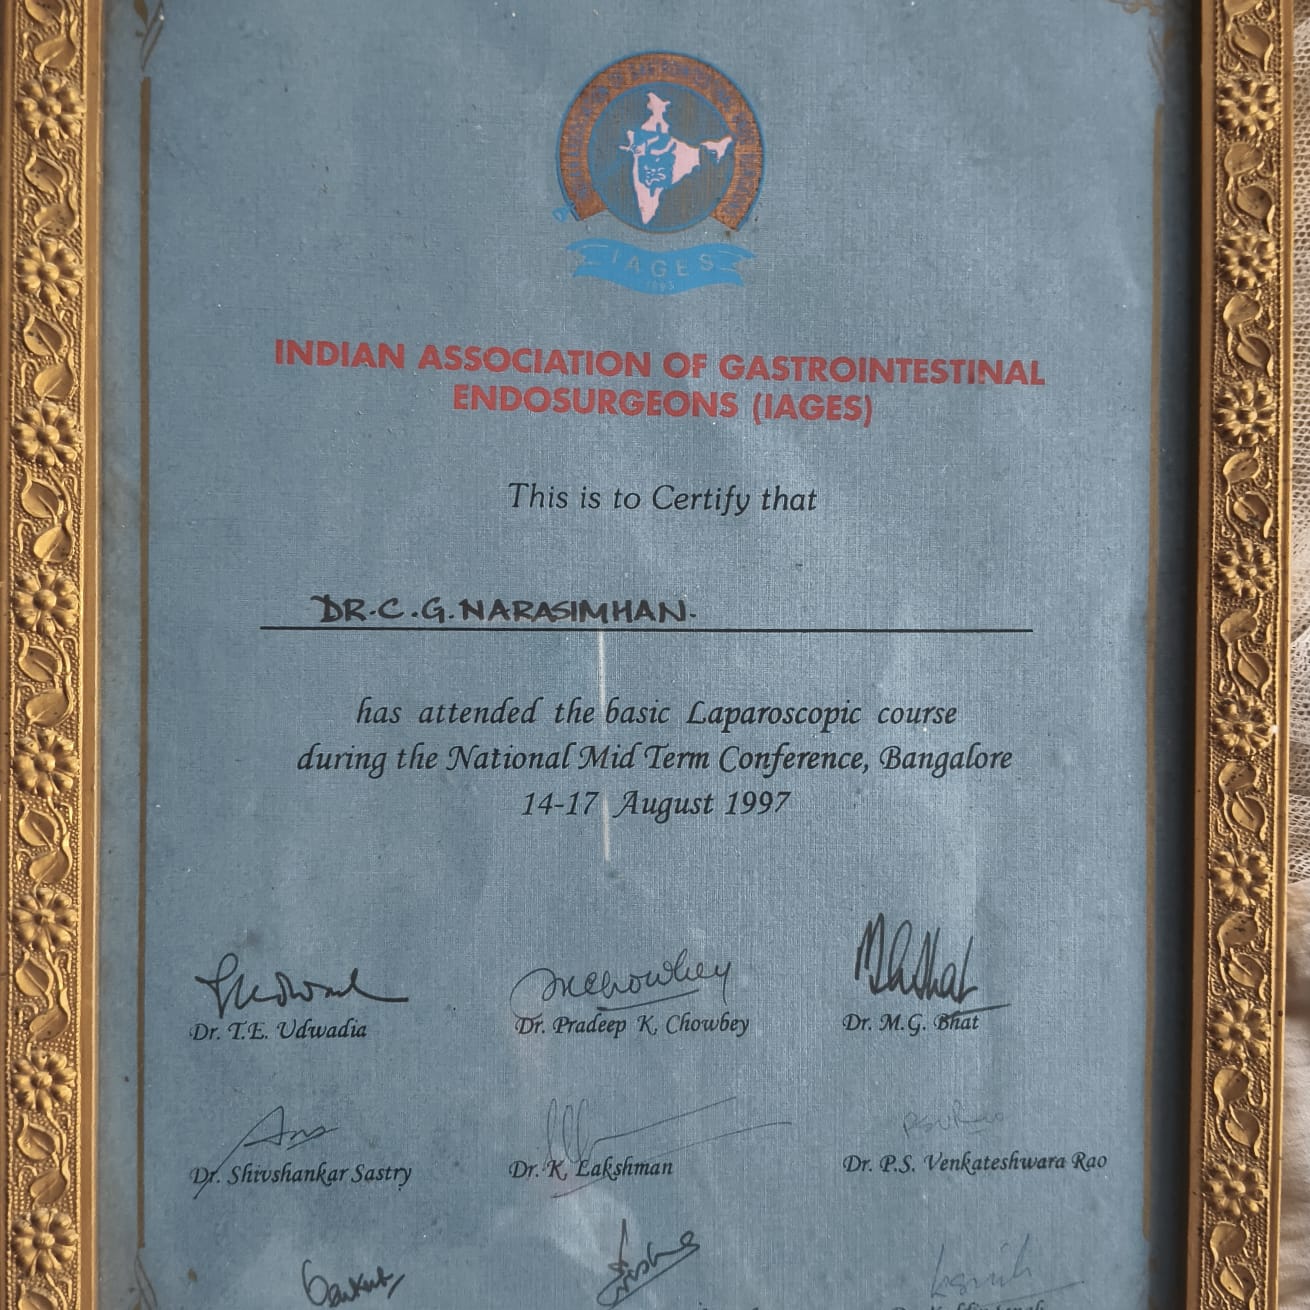 IAGES
1993
INDIAN ASSOCIATION OF GASTROINTESTINAL
ENDOSURGEONS (IAGES)
This is to Certify that
DR.C.G.NARASIMHAN.
has attended the basic Laparoscopic course
during the National Mid Term Conference, Bangalore
14-17 August 1997
Dr. T.E. Udwadia
Dr. Pradeep K. Chowbey
Dr. M.G. Bhat
Dr. Shivshankar Sastry
Dr. K. Lakshman
Dr. P.S. Venkateshwara Rao